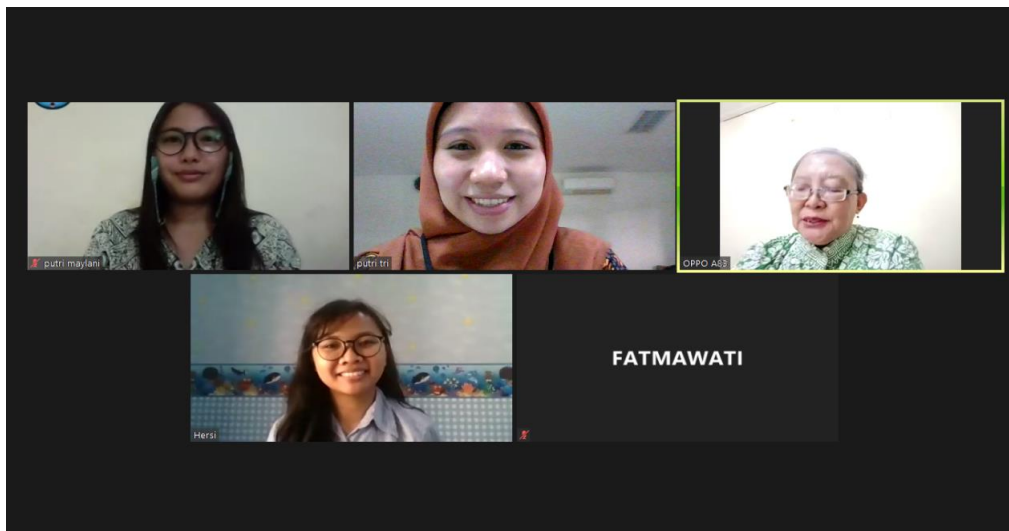 putri maylani
putri tri
OPPO A83
Hersi
FATMAWATI